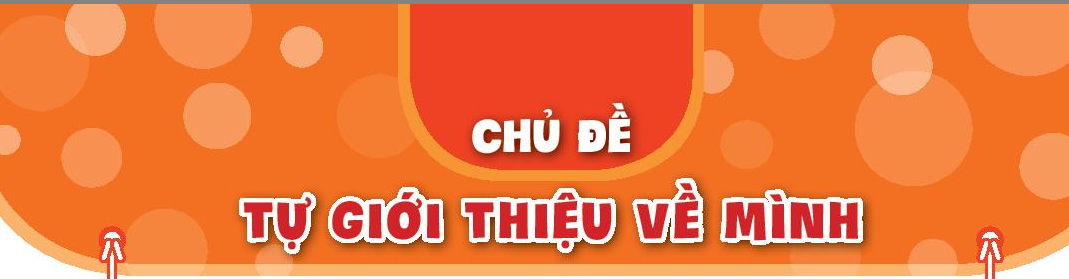 CHỦ ĐỀ
TỰ GIỚI THIỆU VỀ MÌNH